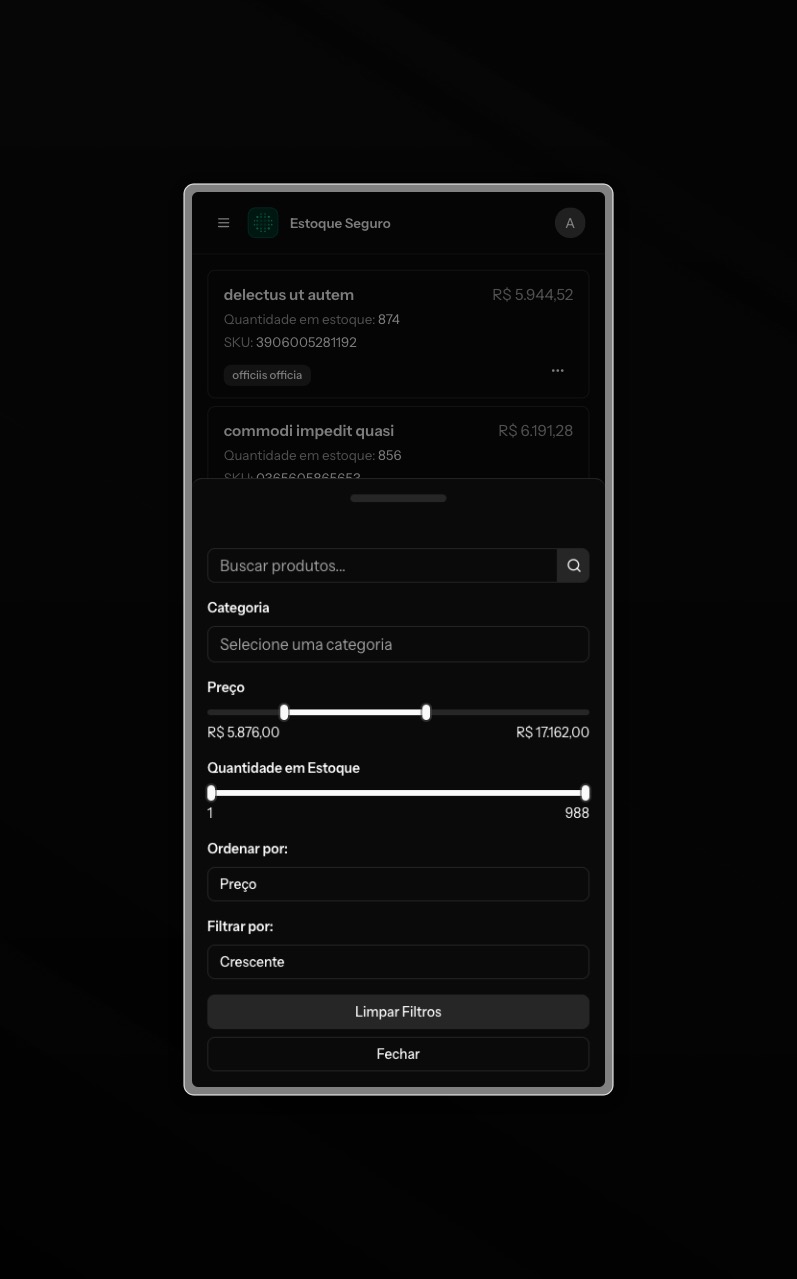 Estoque Seguro
A
delectus ut autem
R$ 5.944,52
Quantidade em estoque: 874
SKU: 3906005281192
officiis officia
commodi impedit quasi
R$ 6.191,28
Quantidade em estoque: 856
SKU: 0365605865653
Buscar produtos...
Categoria
Selecione uma categoria
Preço
R$ 5.876,00
R$ 17.162,00
Quantidade em Estoque
1
988
Ordenar por:
Preço
Filtrar por:
Crescente
Limpar Filtros
Fechar